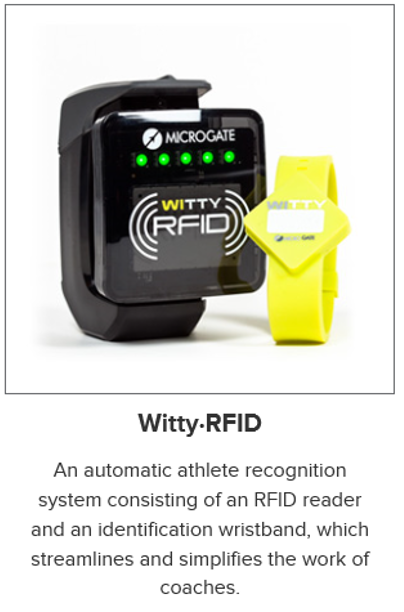 MICROGATE
WITTY
RFID
WITTY
MICROGATE
Witty·RFID
An automatic athlete recognition
system consisting of an RFID reader
and an identification wristband, which
streamlines and simplifies the work of
coaches.